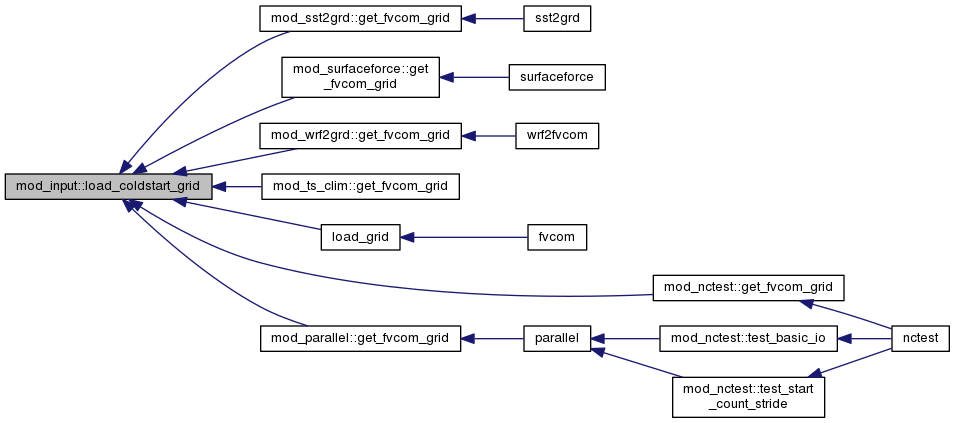 mod_sst2grd::get_fvcom_grid
sst2grd
mod_surfaceforce::get
_fvcom_grid
surfaceforce
mod_wrf2grd::get_fvcom_grid
wrf2fvcom
mod_input::load_coldstart_grid
mod_ts_clim::get_fvcom_grid
load_grid
fvcom
mod_nctest::get_fvcom_grid
mod_parallel::get_fvcom_grid
parallel
mod_nctest::test_basic_io
nctest
mod_nctest::test_start
_count_stride